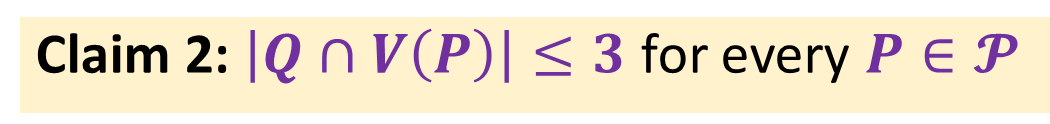 Claim 2: |𝑸 ∩ 𝑽(𝑷)| ≤ 𝟑 for every 𝑷 ∈ 𝓟